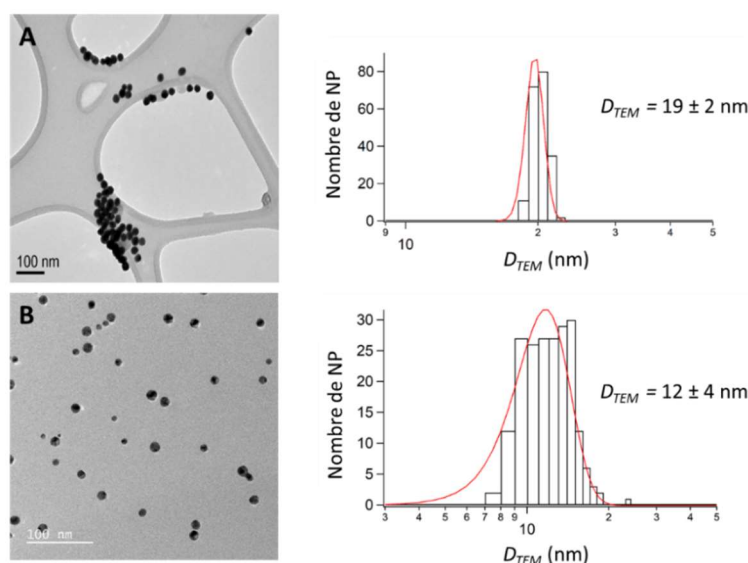 A
100 nm
Nombre de NP
80
60
40
20
0
9 10 2 3 4 5
D_TEM (nm)
D_TEM = 19 ± 2 nm
B
100 nm
Nombre de NP
30
25
20
15
10
5
0
3 4 5 6 7 8 9 10 2 3 4 5
D_TEM (nm)
D_TEM = 12 ± 4 nm